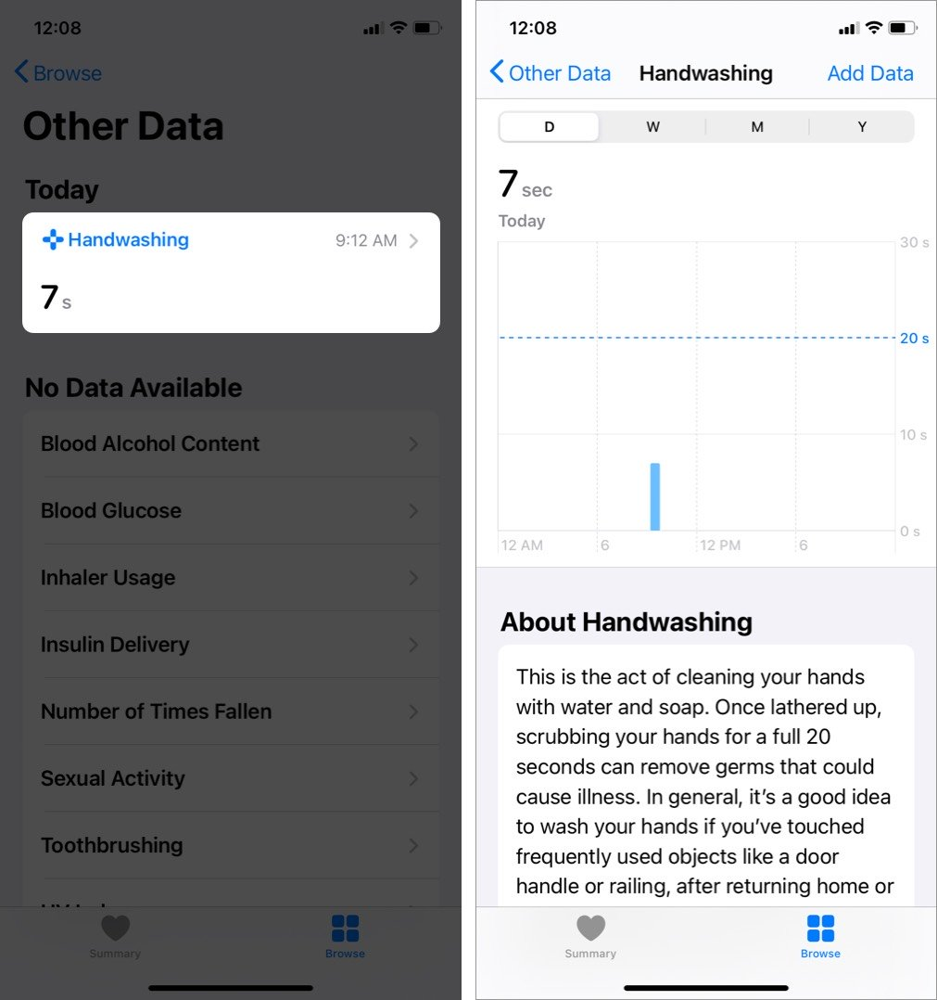 12:08
Browse
Other Data
Today
Handwashing 9:12 AM
7 s
No Data Available
Blood Alcohol Content
Blood Glucose
Inhaler Usage
Insulin Delivery
Number of Times Fallen
Sexual Activity
Toothbrushing
Summary Browse
12:08
Other Data Handwashing Add Data
D W M Y
7 sec
Today
30 s
20 s
10 s
0 s
12 AM 6 12 PM 6
About Handwashing
This is the act of cleaning your hands
with water and soap. Once lathered up,
scrubbing your hands for a full 20
seconds can remove germs that could
cause illness. In general, it’s a good idea
to wash your hands if you’ve touched
frequently used objects like a door
handle or railing, after returning home or
Summary Browse